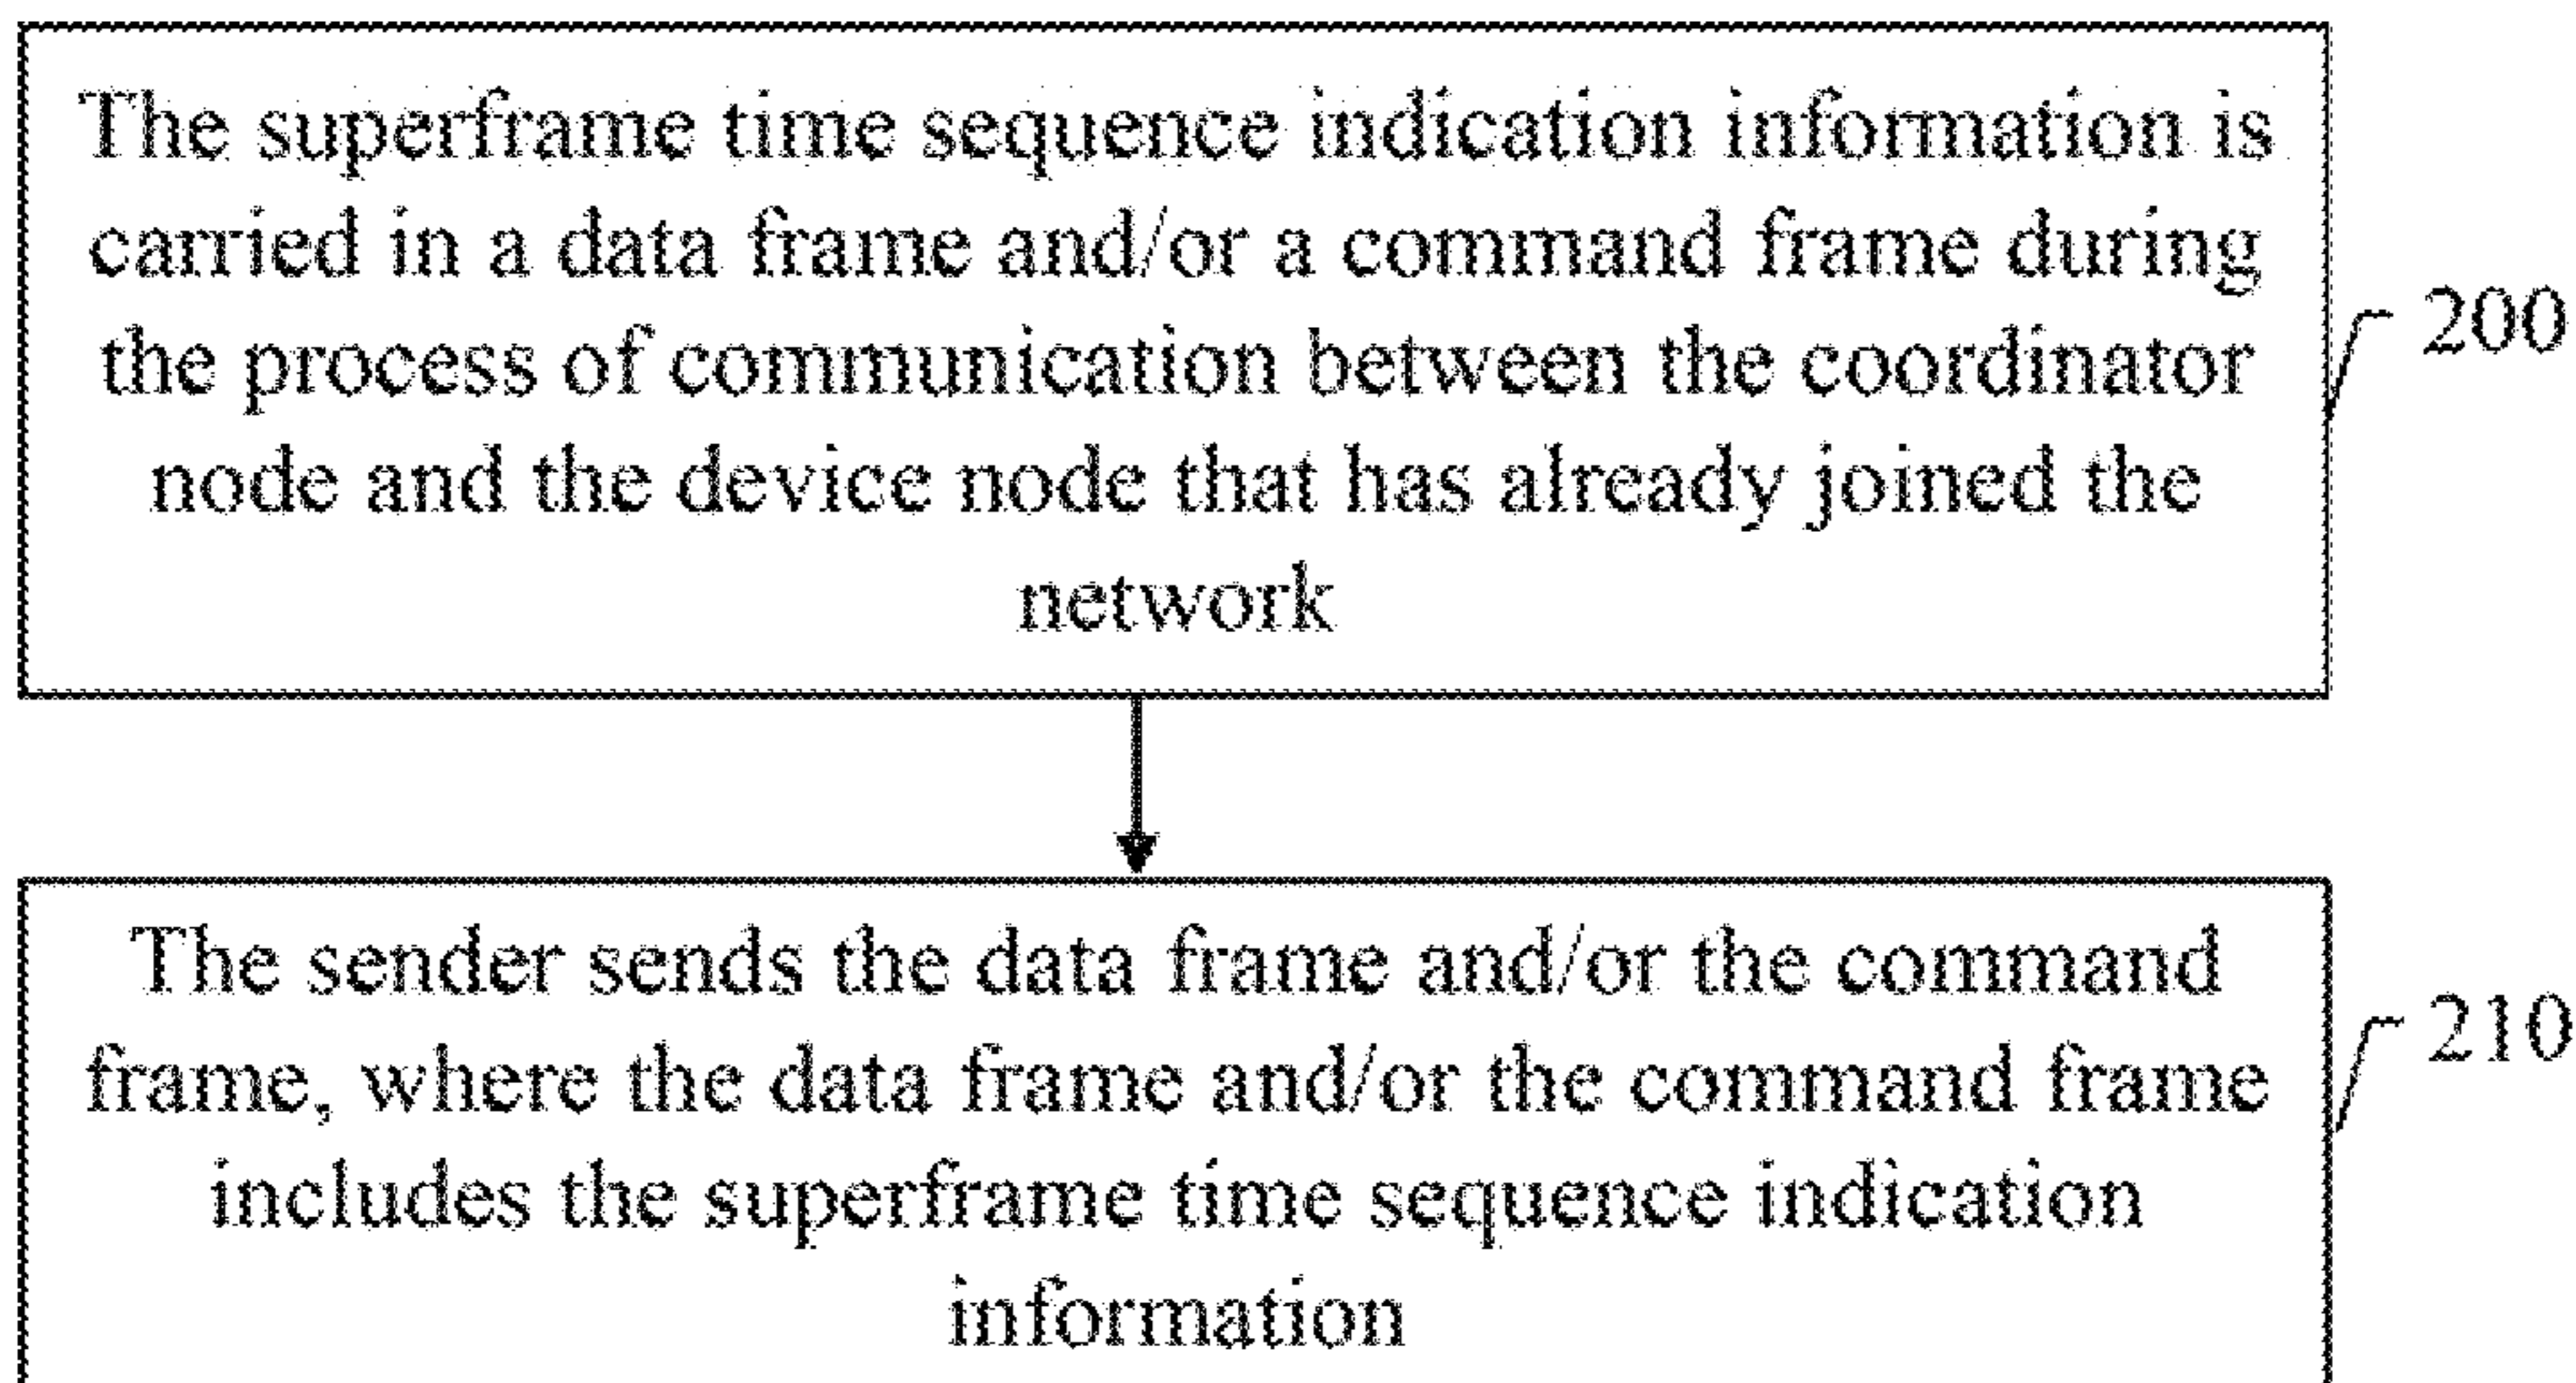 The superframe time sequence indication information is
carried in a data frame and/or a command frame during
the process of communication between the coordinator
node and the device node that has already joined the
network
200
The sender sends the data frame and/or the command
frame, where the data frame and/or the command frame
includes the superframe time sequence indication
information
210